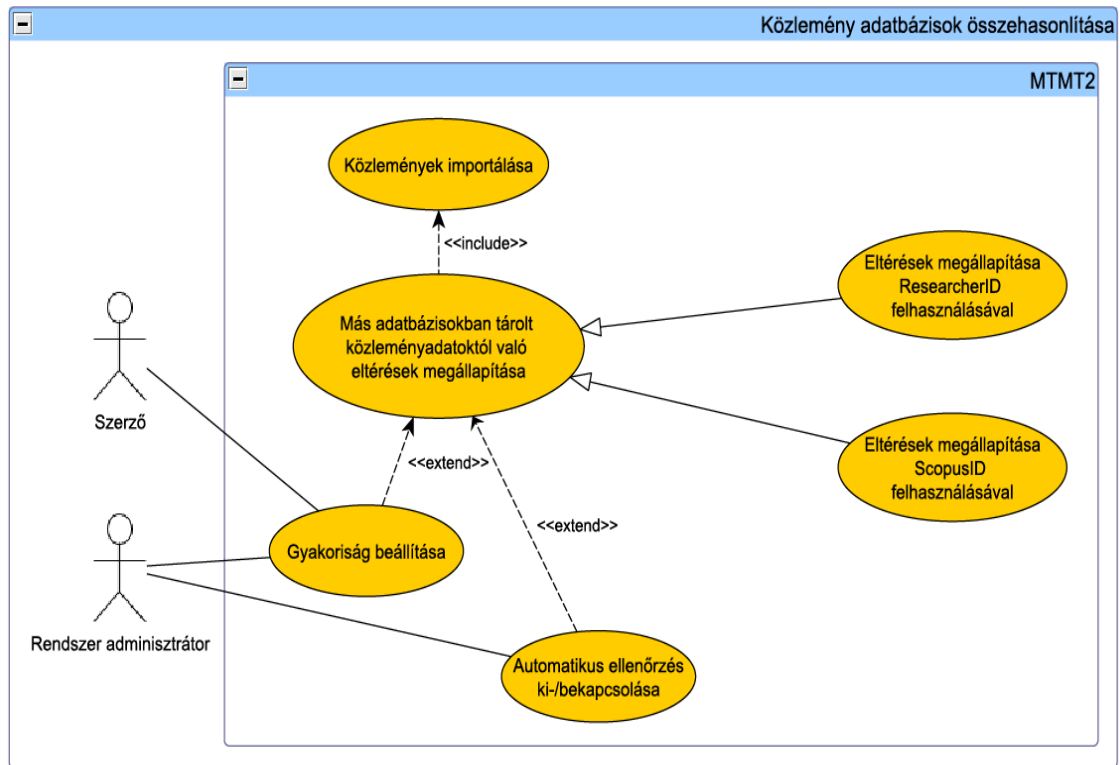 Közlemény adatbázisok összehasonlítása
MTMT2
Közlemények importálása
<<include>>
Más adatbázisokban tárolt
közleményadatoktól való
eltérések megállapítása
Eltérések megállapítása
ResearcherID
felhasználásával
Eltérések megállapítása
ScopusID
felhasználásával
Szerző
<<extend>>
<<extend>>
Gyakoriság beállítása
Rendszer adminisztrátor
Automatikus ellenőrzés
ki-/bekapcsolása